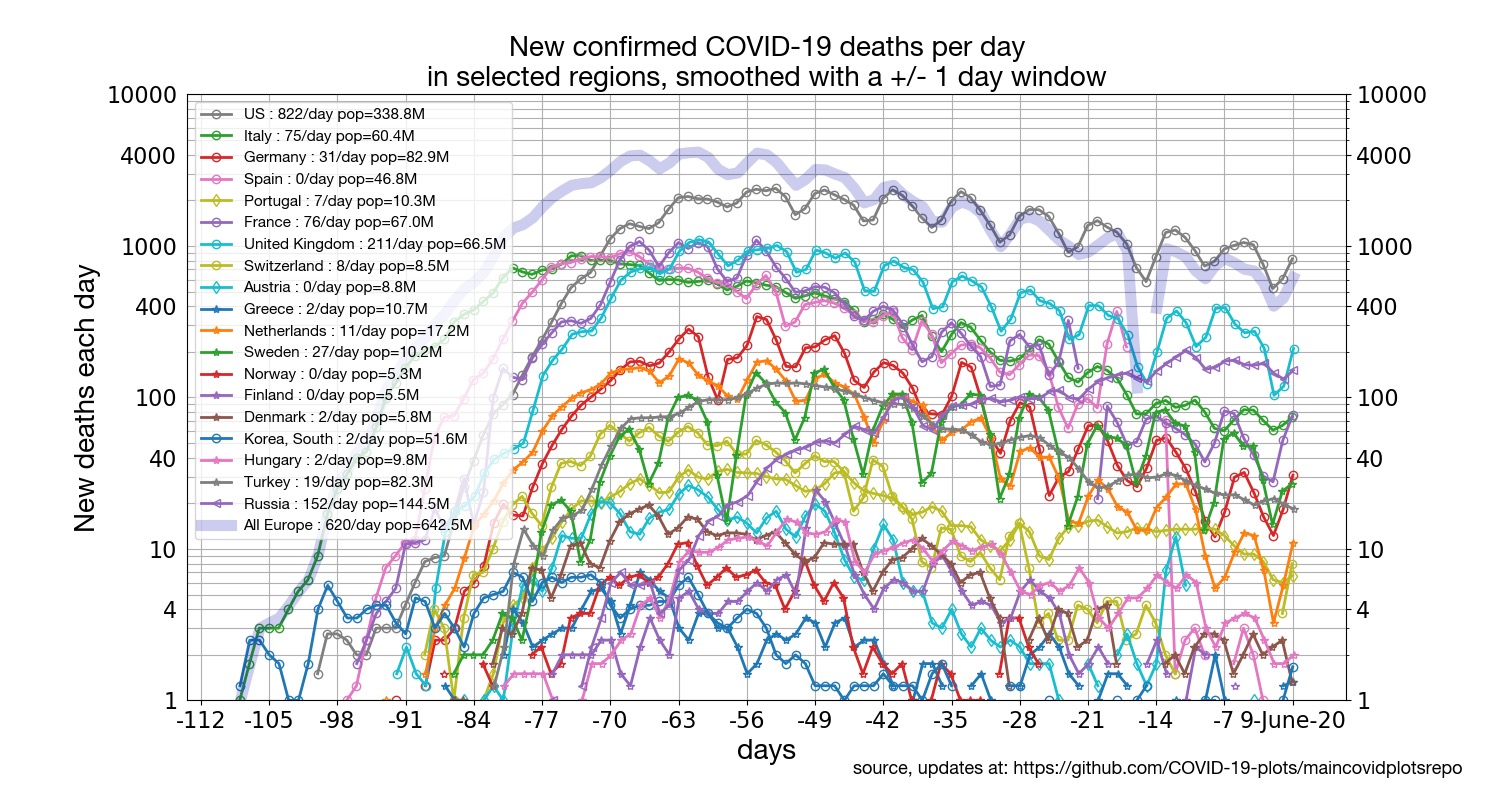 New confirmed COVID-19 deaths per day
in selected regions, smoothed with a +/- 1 day window
New deaths each day
10000
4000
1000
400
100
40
10
4
1
US : 822/day pop=338.8M
Italy : 75/day pop=60.4M
Germany : 31/day pop=82.9M
Spain : 0/day pop=46.8M
Portugal : 7/day pop=10.3M
France : 76/day pop=67.0M
United Kingdom : 211/day pop=66.5M
Switzerland : 8/day pop=8.5M
Austria : 0/day pop=8.8M
Greece : 2/day pop=10.7M
Netherlands : 11/day pop=17.2M
Sweden : 27/day pop=10.2M
Norway : 0/day pop=5.3M
Finland : 0/day pop=5.5M
Denmark : 2/day pop=5.8M
Korea, South : 2/day pop=51.6M
Hungary : 2/day pop=9.8M
Turkey : 19/day pop=82.3M
Russia : 152/day pop=144.5M
All Europe : 620/day pop=642.5M
10000
4000
1000
400
100
40
10
4
1
-112 -105 -98 -91 -84 -77 -70 -63 -56 -49 -42 -35 -28 -21 -14 -7 9-June-20
days
source, updates at: https://github.com/COVID-19-plots/maincovidplotsrepo